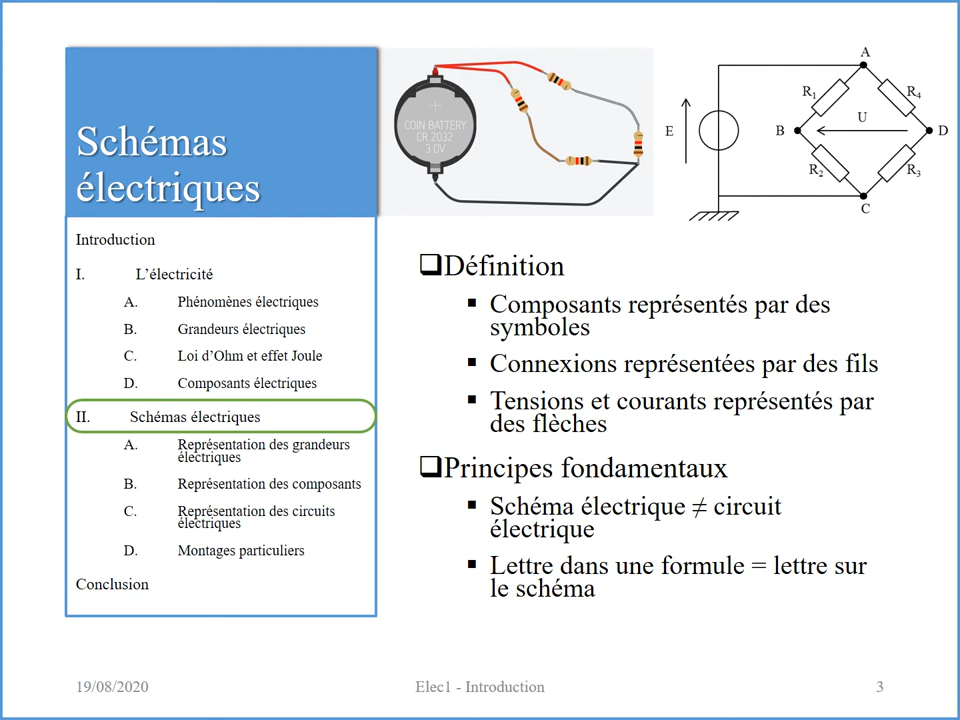 Schémas
électriques
Introduction
I. L’électricité
A. Phénomènes électriques
B. Grandeurs électriques
C. Loi d’Ohm et effet Joule
D. Composants électriques
II. Schémas électriques
A. Représentation des grandeurs
électriques
B. Représentation des composants
C. Représentation des circuits
électriques
D. Montages particuliers
Conclusion
COIN BATTERY
CR 2032
3.0V
A
R1
R4
E
B
U
D
R2
R3
C
Définition
Composants représentés par des
symboles
Connexions représentées par des fils
Tensions et courants représentés par
des flèches
Principes fondamentaux
Schéma électrique ≠ circuit
électrique
Lettre dans une formule = lettre sur
le schéma
19/08/2020
Elec1 - Introduction
3